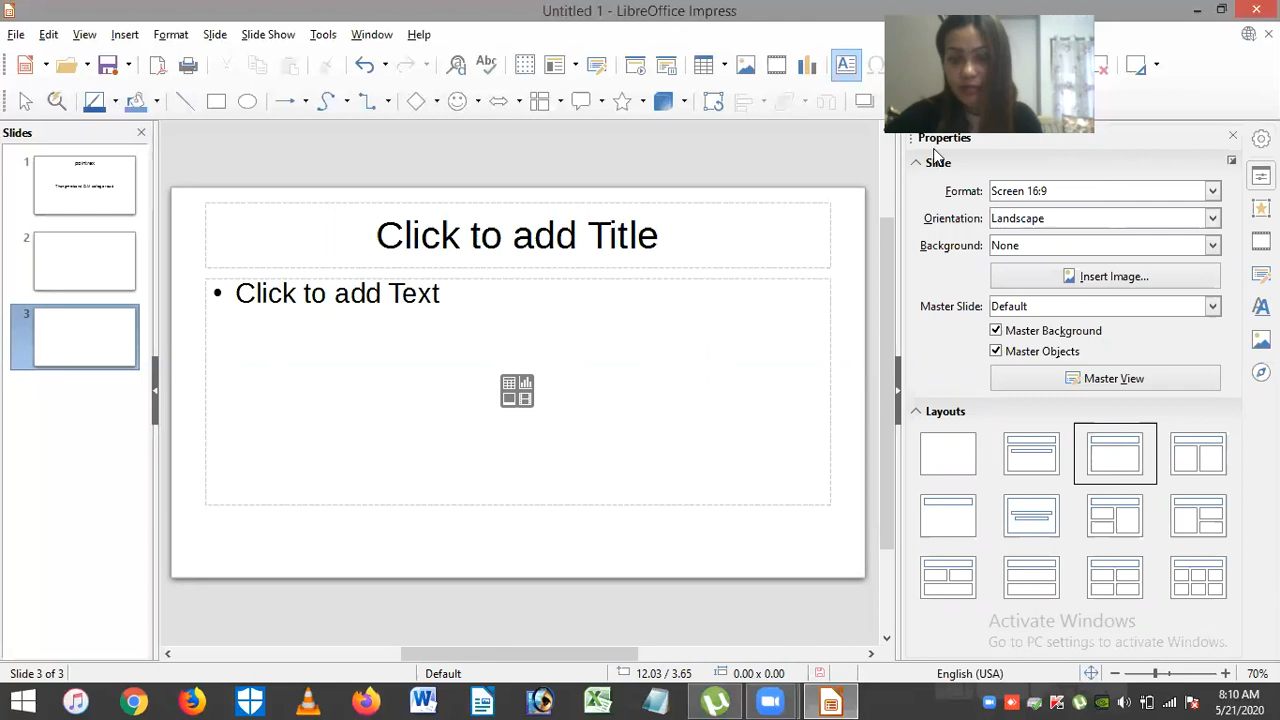 Untitled 1 - LibreOffice Impress
File Edit View Insert Format Slide Slide Show Tools Window Help
Abc
Slides
Properties
1
2
3
Click to add Title
• Click to add Text
Slide
Format: Screen 16:9
Orientation: Landscape
Background: None
Insert Image...
Master Slide: Default
Master Background
Master Objects
Master View
Layouts
Activate Windows
Go to PC settings to activate Windows.
Slide 3 of 3
Default
12.03 / 3.65
0.00 x 0.00
English (USA)
70%
8:10 AM
5/21/2020